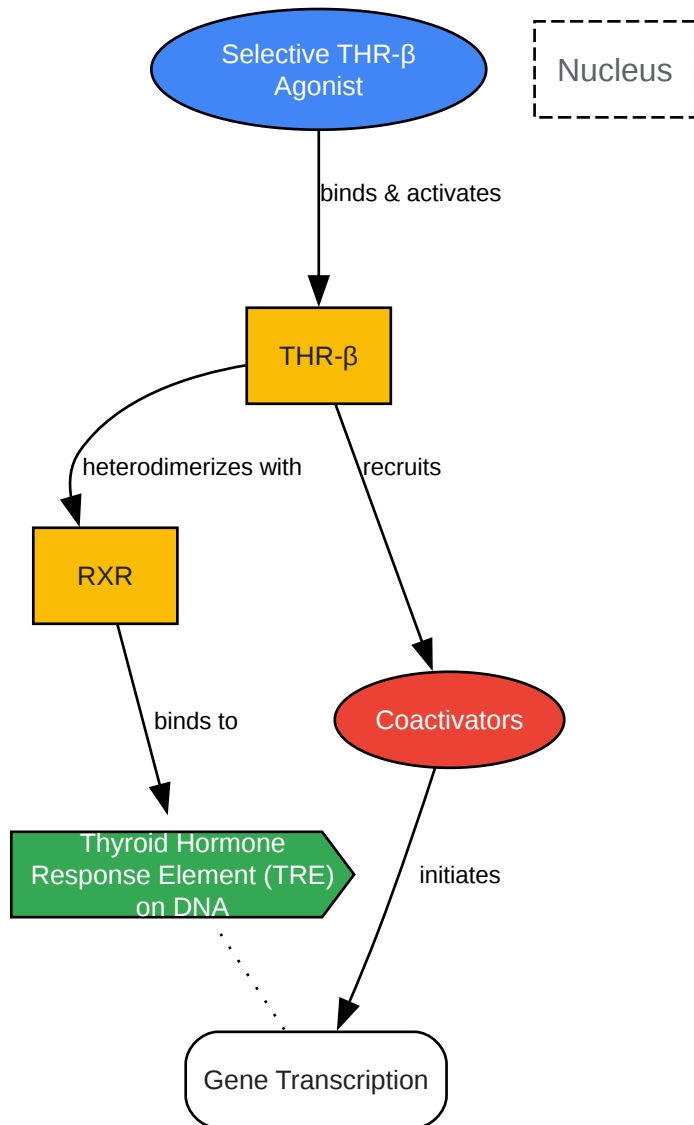 Selective THR-β
Agonist
Nucleus
binds & activates
THR-β
heterodimerizes with
recruits
RXR
binds to
Coactivators
Thyroid Hormone
Response Element (TRE)
on DNA
initiates
Gene Transcription